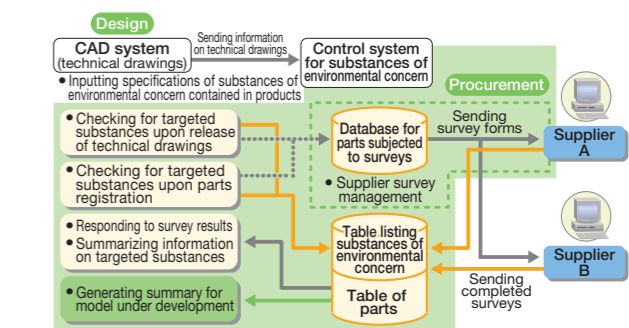 Design
CAD system
(technical drawings)
Sending information
on technical drawings
Control system
for substances of
environmental concern
• Inputting specifications of substances of
environmental concern contained in products
Procurement
• Checking for targeted
substances upon release
of technical drawings
• Checking for targeted
substances upon parts
registration
Database for
parts subjected
to surveys
• Supplier survey
management
Sending
survey forms
Supplier
A
• Responding to survey results
• Summarizing information
on targeted substances
Table listing
substances of
environmental
concern
Table of
parts
Supplier
B
Sending
completed
surveys
• Generating summary for
model under development